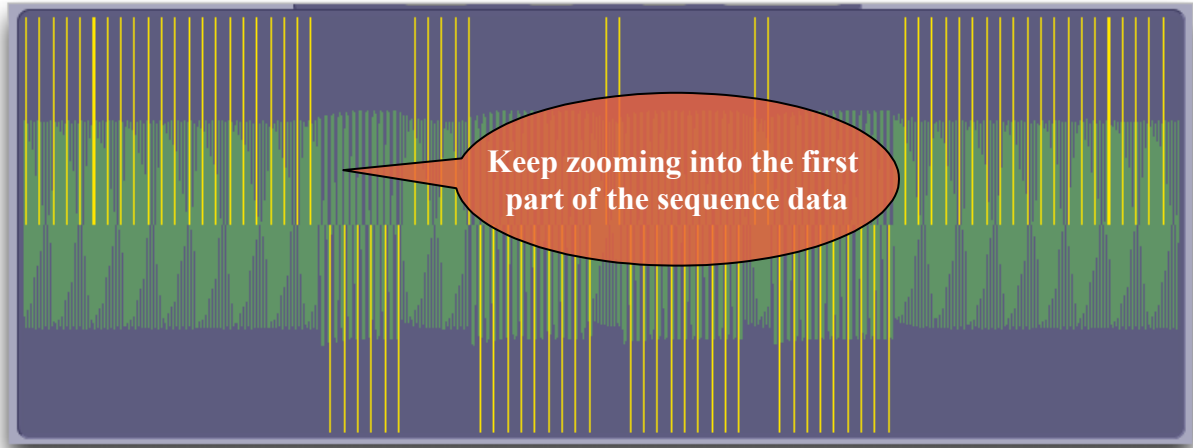 Keep zooming into the first
part of the sequence data